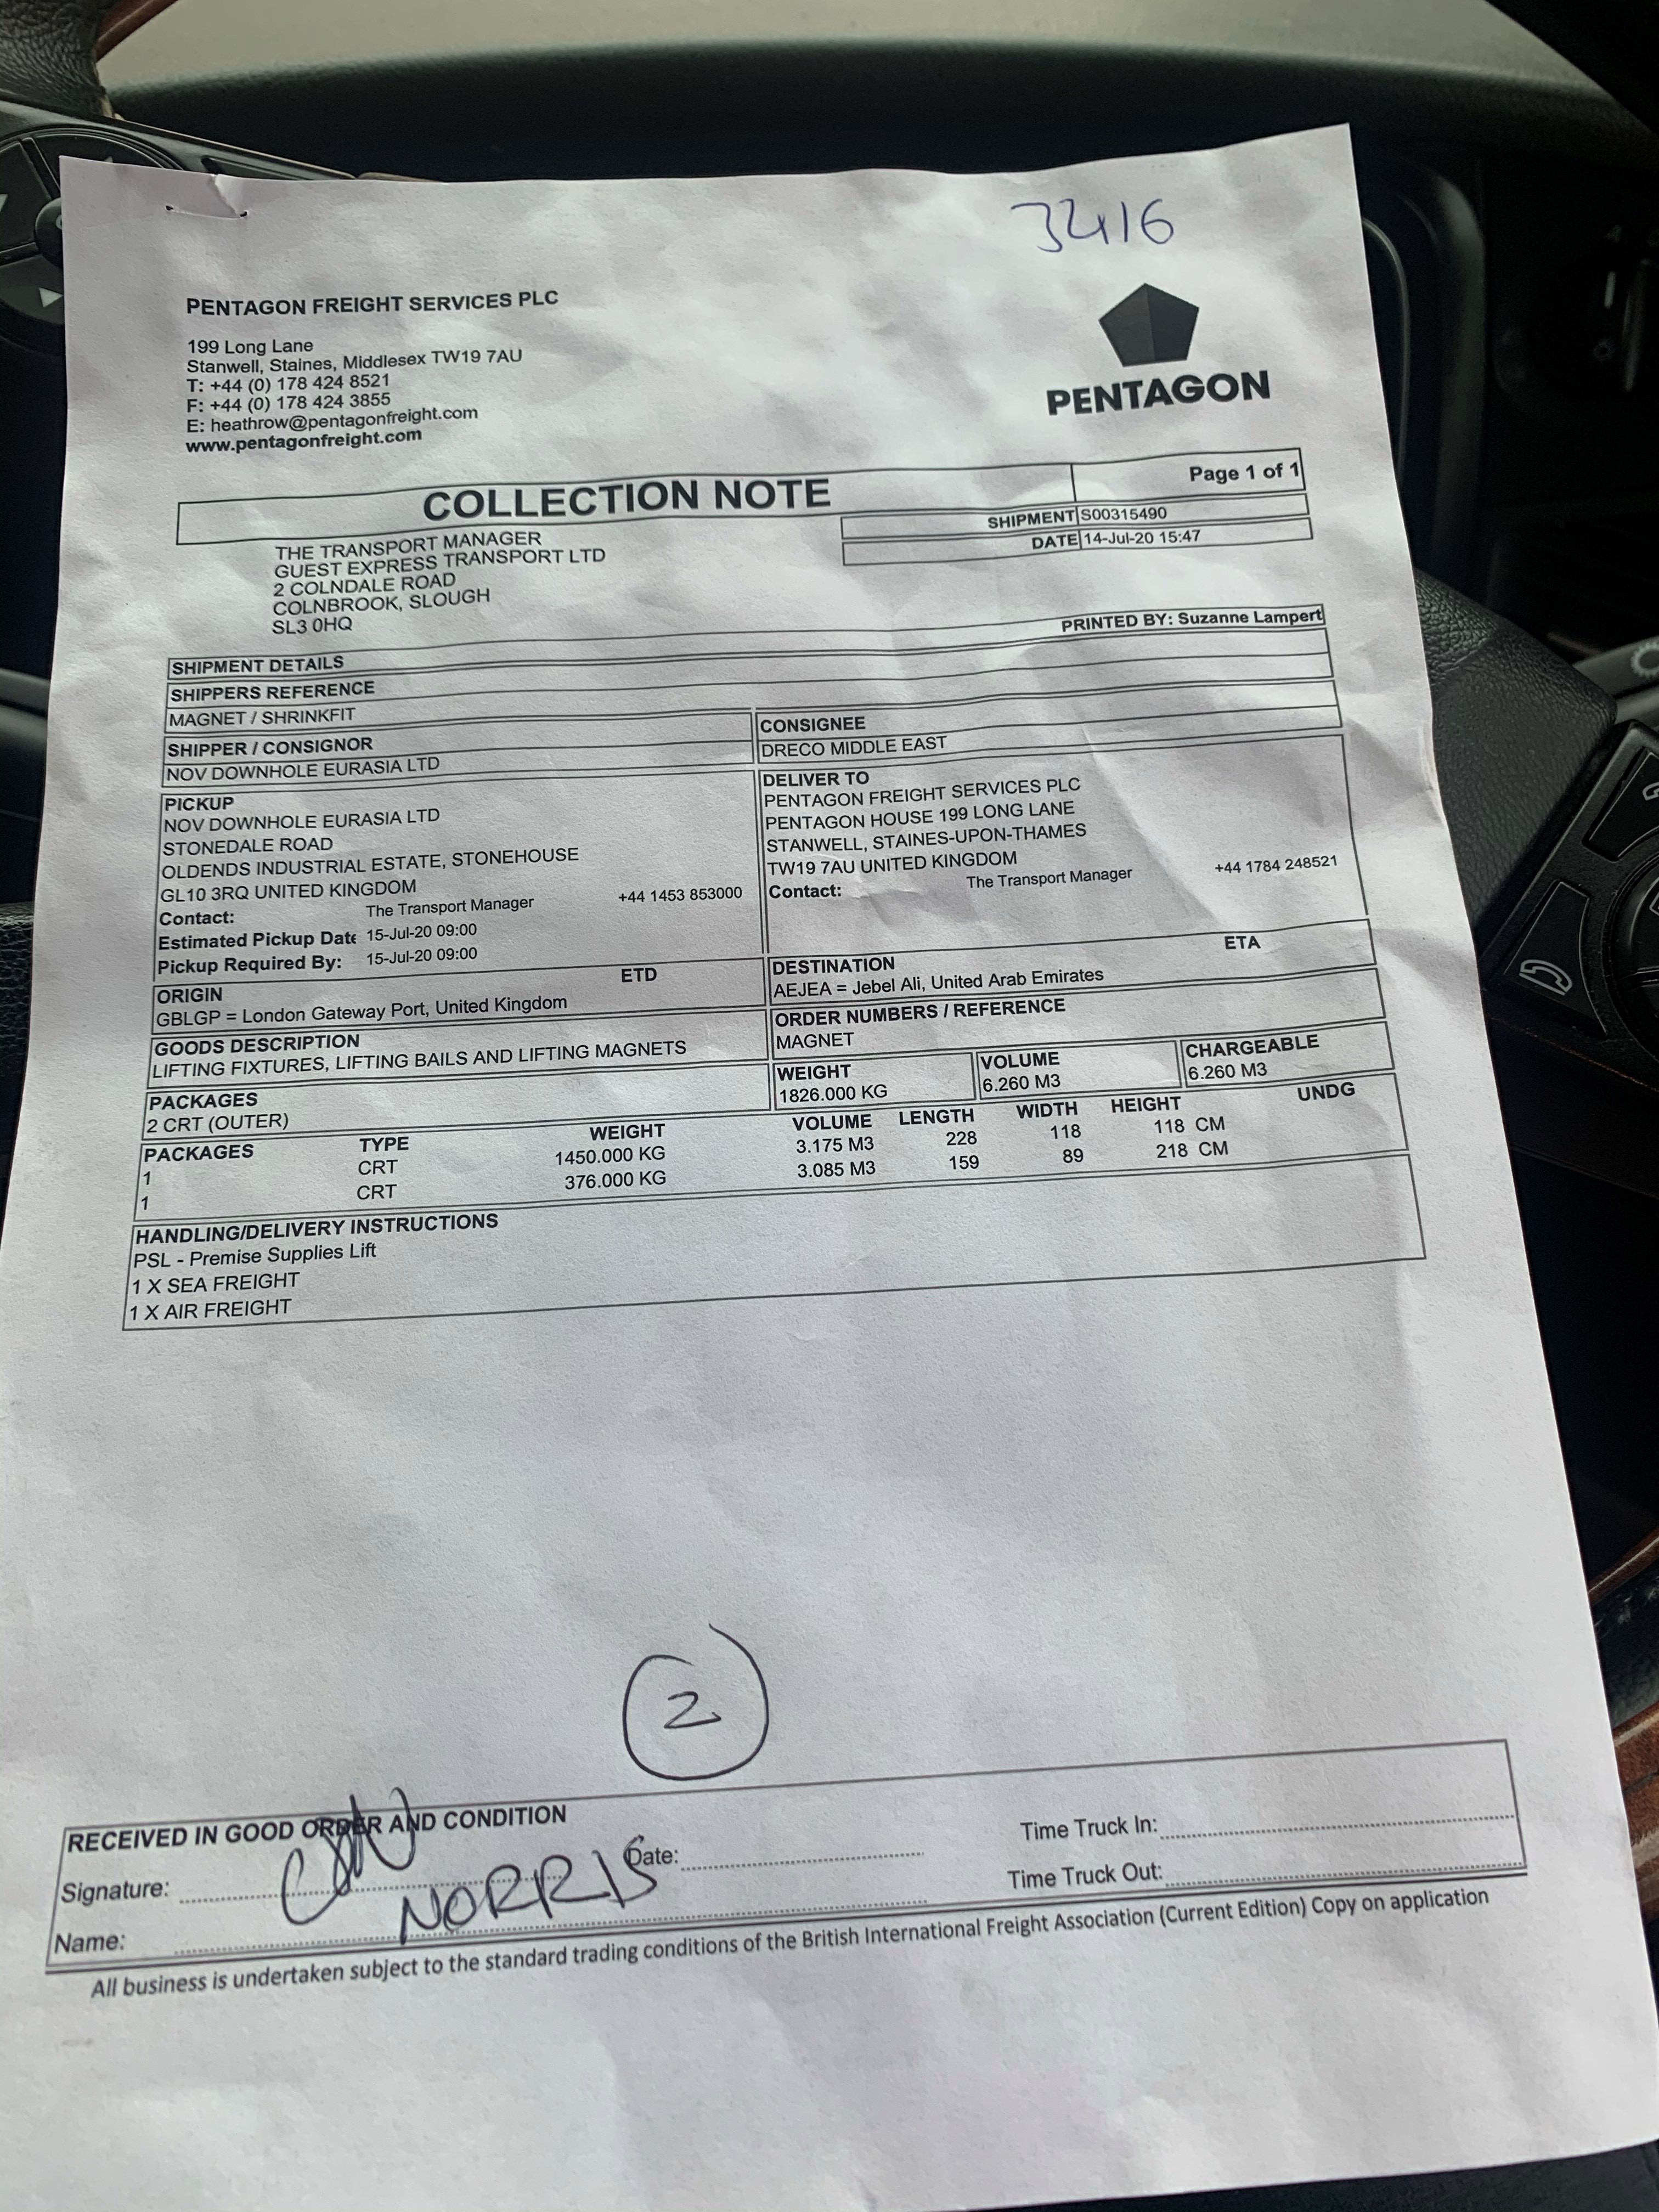 3416
PENTAGON FREIGHT SERVICES PLC
199 Long Lane
Stanwell, Staines, Middlesex TW19 7AU
T: +44 (0) 178 424 8521
F: +44 (0) 178 424 3855
E: heathrow@pentagonfreight.com
www.pentagonfreight.com
PENTAGON
COLLECTION NOTE
Page 1 of 1
SHIPMENT S00315490
DATE 14-Jul-20 15:47
THE TRANSPORT MANAGER
GUEST EXPRESS TRANSPORT LTD
2 COLNDALE ROAD
COLNBROOK, SLOUGH
SL3 0HQ
PRINTED BY: Suzanne Lampert
SHIPMENT DETAILS
SHIPPERS REFERENCE
MAGNET / SHRINKFIT
SHIPPER / CONSIGNOR
NOV DOWNHOLE EURASIA LTD
CONSIGNEE
DRECO MIDDLE EAST
PICKUP
NOV DOWNHOLE EURASIA LTD
STONEDALE ROAD
OLDENDS INDUSTRIAL ESTATE, STONEHOUSE
GL10 3RQ UNITED KINGDOM
Contact: The Transport Manager +44 1453 853000
Estimated Pickup Date 15-Jul-20 09:00
Pickup Required By: 15-Jul-20 09:00
DELIVER TO
PENTAGON FREIGHT SERVICES PLC
PENTAGON HOUSE 199 LONG LANE
STANWELL, STAINES-UPON-THAMES
TW19 7AU UNITED KINGDOM
Contact: The Transport Manager +44 1784 248521
ORIGIN ETD
GBLGP = London Gateway Port, United Kingdom
DESTINATION ETA
AEJEA = Jebel Ali, United Arab Emirates
GOODS DESCRIPTION
LIFTING FIXTURES, LIFTING BAILS AND LIFTING MAGNETS
ORDER NUMBERS / REFERENCE
MAGNET
PACKAGES
2 CRT (OUTER)
WEIGHT VOLUME CHARGEABLE
1826.000 KG 6.260 M3 6.260 M3
PACKAGES TYPE WEIGHT VOLUME LENGTH WIDTH HEIGHT UNDG
1 CRT 1450.000 KG 3.175 M3 228 118 118 CM
1 CRT 376.000 KG 3.085 M3 159 89 218 CM
HANDLING/DELIVERY INSTRUCTIONS
PSL - Premise Supplies Lift
1 X SEA FREIGHT
1 X AIR FREIGHT
2
RECEIVED IN GOOD ORDER AND CONDITION
Signature: Date: Time Truck In:
Name: NORRIS Time Truck Out:
All business is undertaken subject to the standard trading conditions of the British International Freight Association (Current Edition) Copy on application